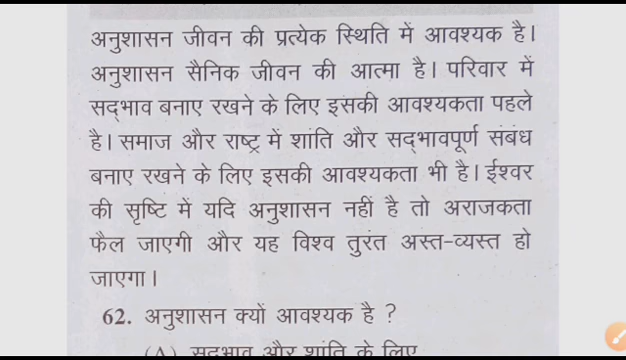 अनुशासन जीवन की प्रत्येक स्थिति में आवश्यक है।
अनुशासन सैनिक जीवन की आत्मा है। परिवार में
सद्‌भाव बनाए रखने के लिए इसकी आवश्यकता पहले
है। समाज और राष्ट्र में शांति और सद्‌भावपूर्ण संबंध
बनाए रखने के लिए इसकी आवश्यकता भी है। ईश्वर
की सृष्टि में यदि अनुशासन नहीं है तो अराजकता
फैल जाएगी और यह विश्व तुरंत अस्त-व्यस्त हो
जाएगा।
62. अनुशासन क्यों आवश्यक है ?
(A) सद्‌भाव और शांति के लिए